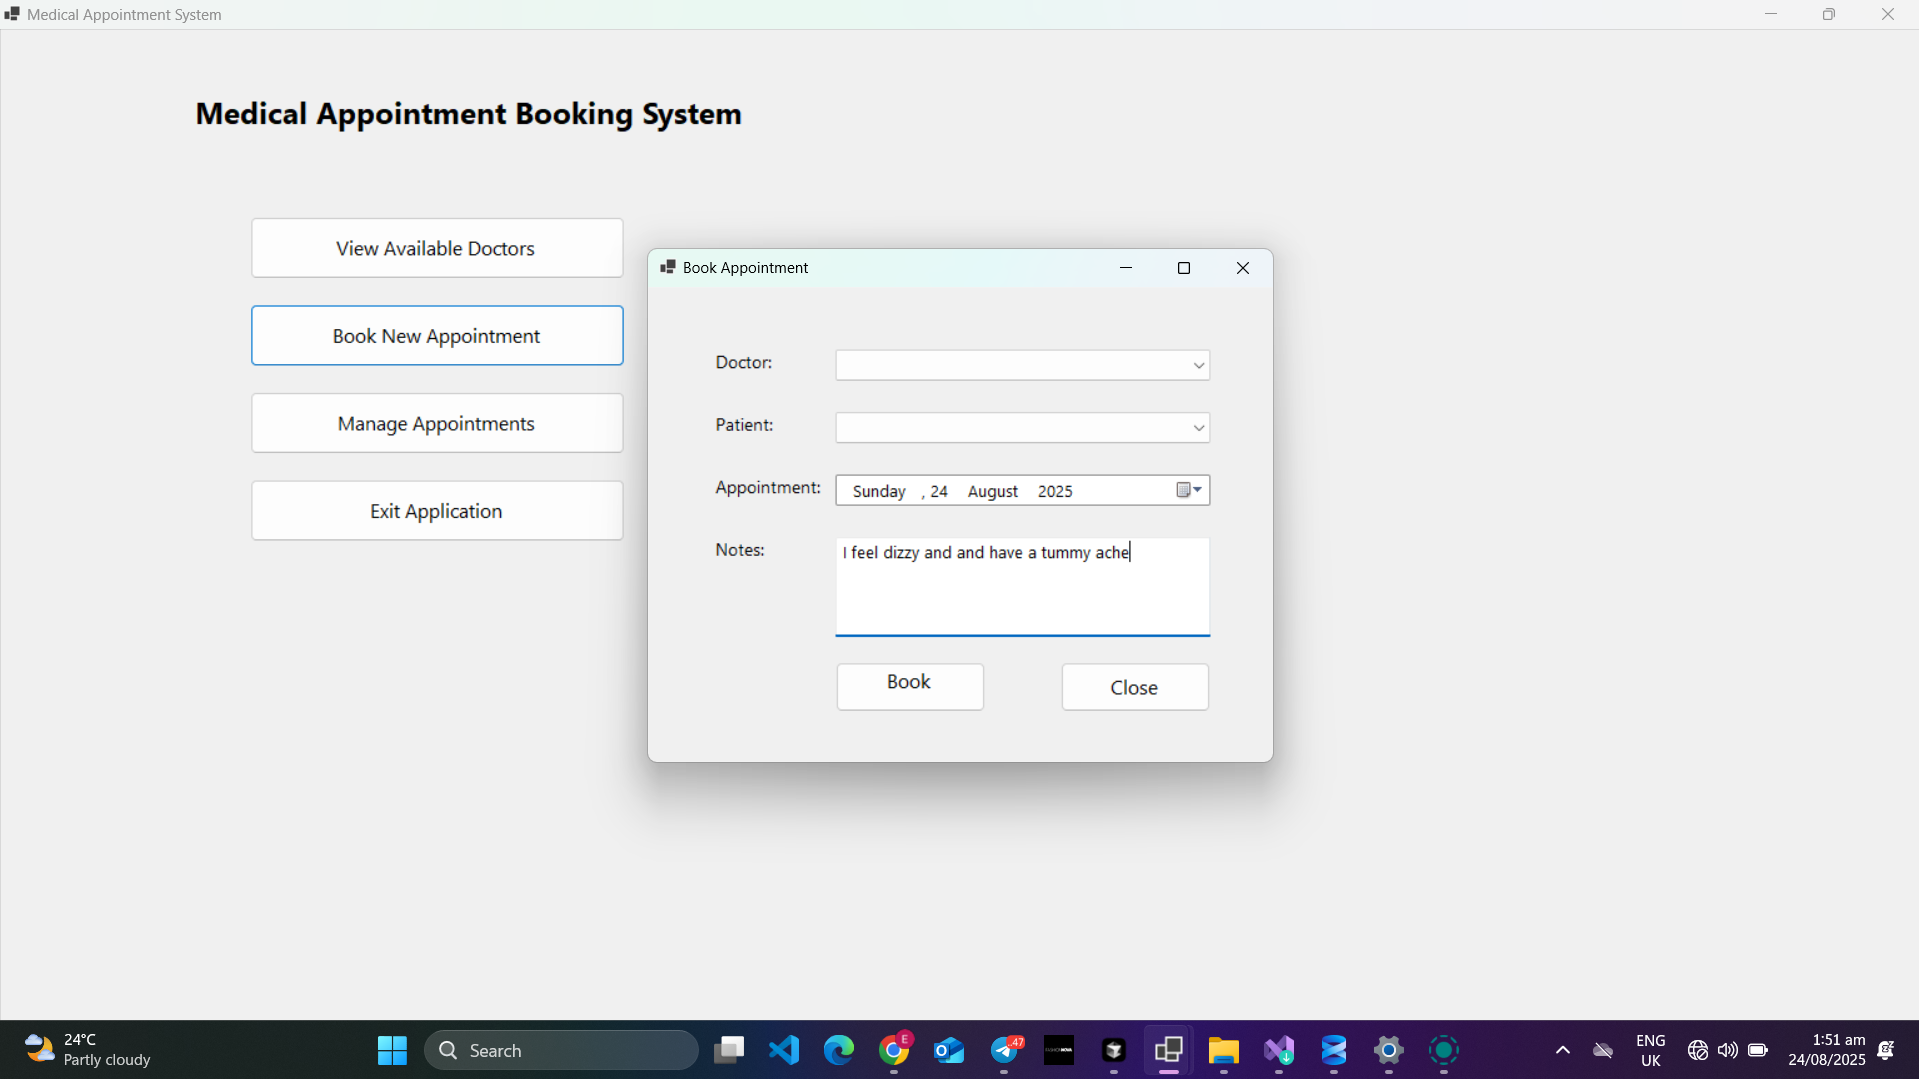 Medical Appointment System
Medical Appointment Booking System
View Available Doctors
Book New Appointment
Manage Appointments
Exit Application
Book Appointment
Doctor:
Patient:
Appointment:
Sunday , 24 August 2025
Notes:
I feel dizzy and and have a tummy ache
Book
Close
24°C
Partly cloudy
Search
E
47
ENG
UK
1:51 am
24/08/2025